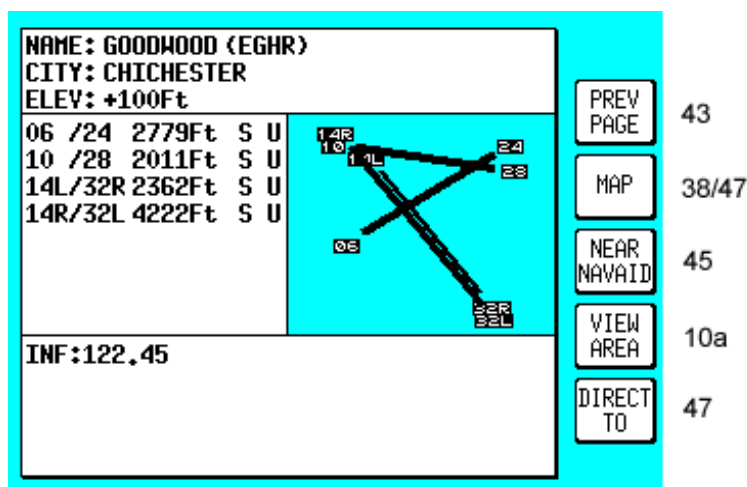 NAME: GOODWOOD (EGHR)
CITY: CHICHESTER
ELEV: +100Ft
06 /24 2779Ft S U
10 /28 2011Ft S U
14L/32R 2362Ft S U
14R/32L 4222Ft S U
14R
10
14L
24
28
06
32R
32L
INF:122.45
PREV
PAGE
43
MAP
38/47
NEAR
NAVAID
45
VIEW
AREA
10a
DIRECT
TO
47